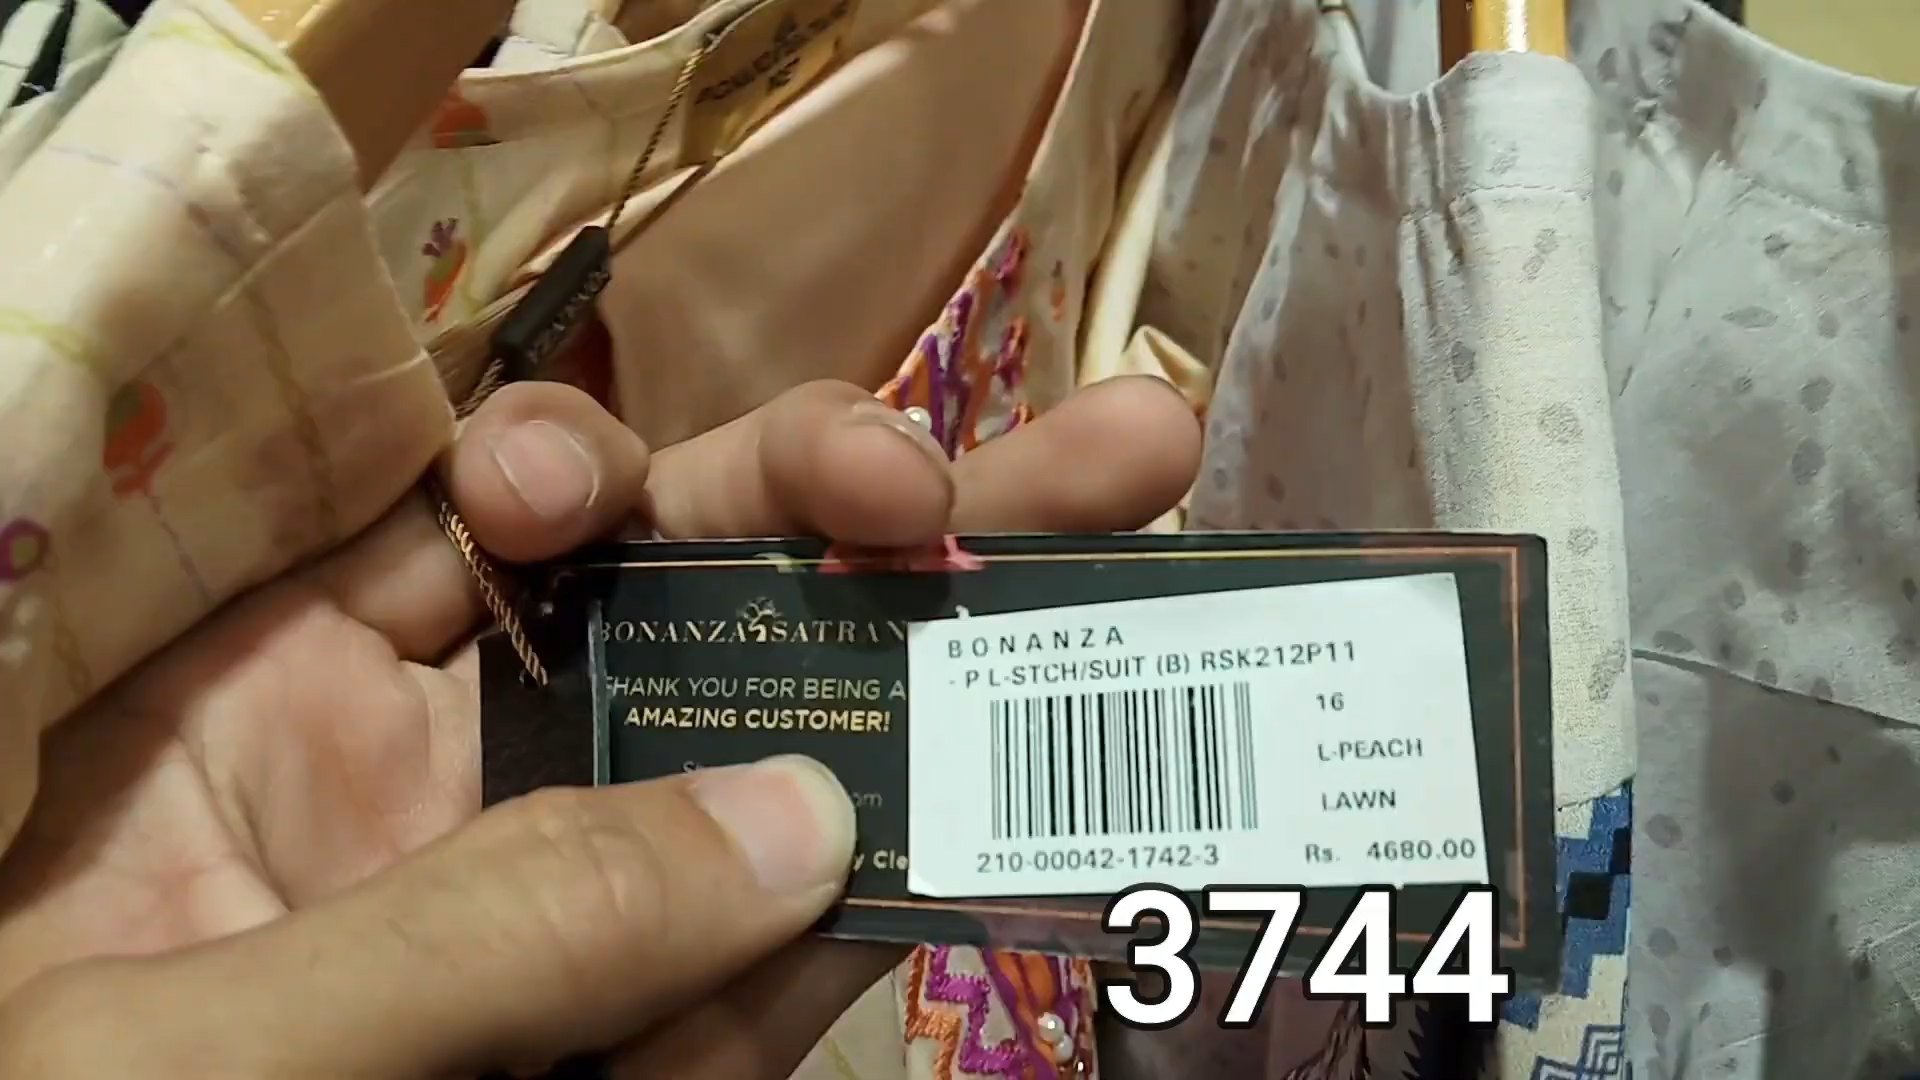 BONANZA SATRAN
THANK YOU FOR BEING A
AMAZING CUSTOMER!
BONANZA
- P L-STCH/SUIT (B) RSK212P11
16
L-PEACH
LAWN
210-00042-1742-3
Rs. 4680.00
3744